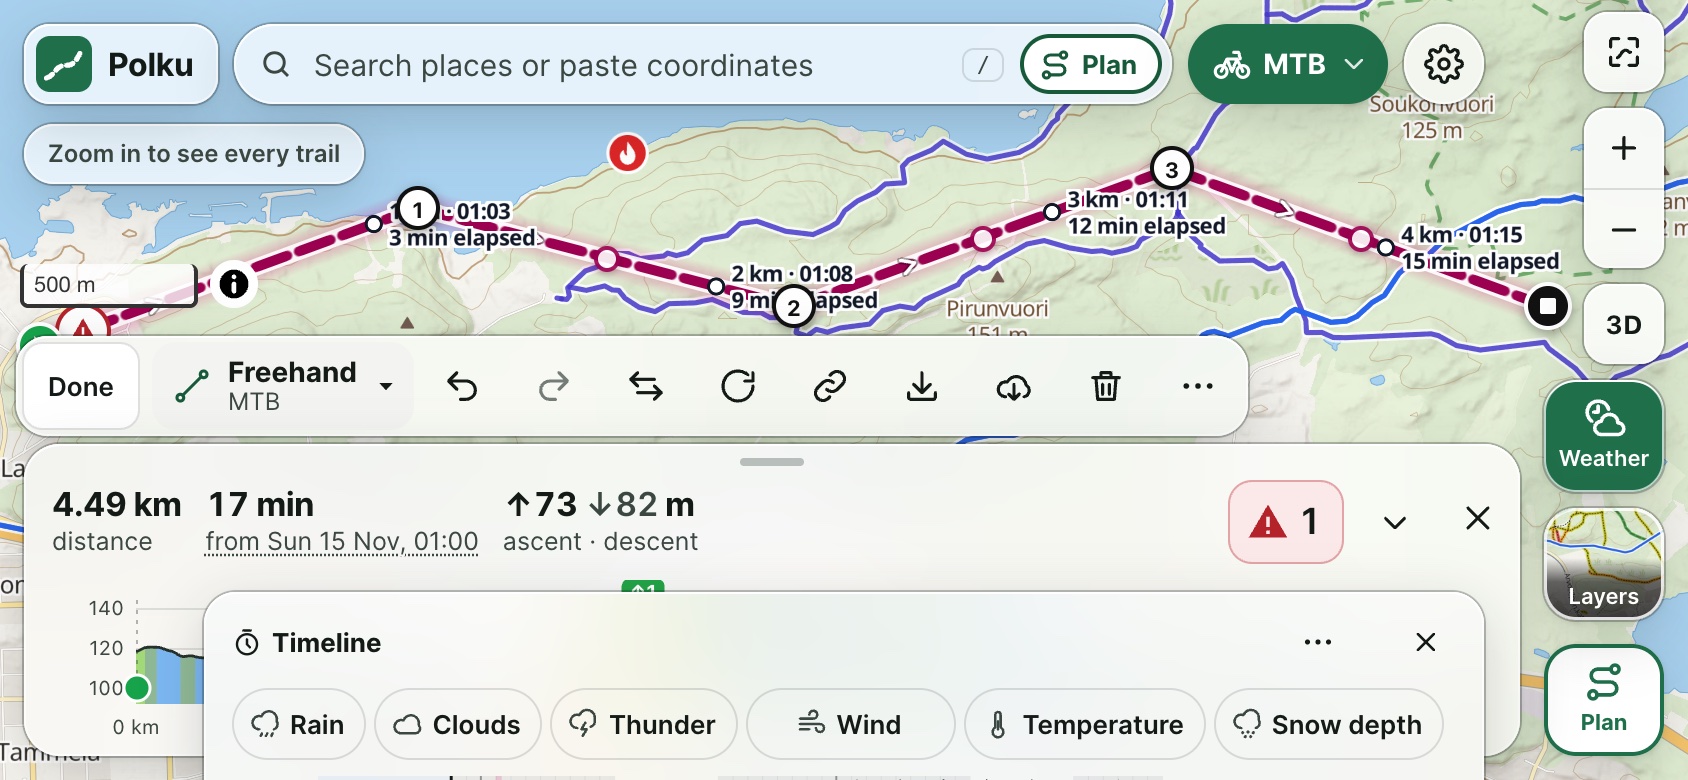 Polku
Search places or paste coordinates
/
Plan
MTB
Soukonvuori
125 m
Zoom in to see every trail
1
01:03
3 min elapsed
3
3 km · 01:11
12 min elapsed
4 km · 01:15
15 min elapsed
2 km · 01:08
9 min elapsed
2
500 m
Pirunvuori
151 m
3D
Done
Freehand
MTB
Weather
4.49 km
distance
17 min
from Sun 15 Nov, 01:00
↑73 ↓82 m
ascent · descent
1
Layers
140
120
100
0 km
Timeline
Rain
Clouds
Thunder
Wind
Temperature
Snow depth
Plan
Tammela